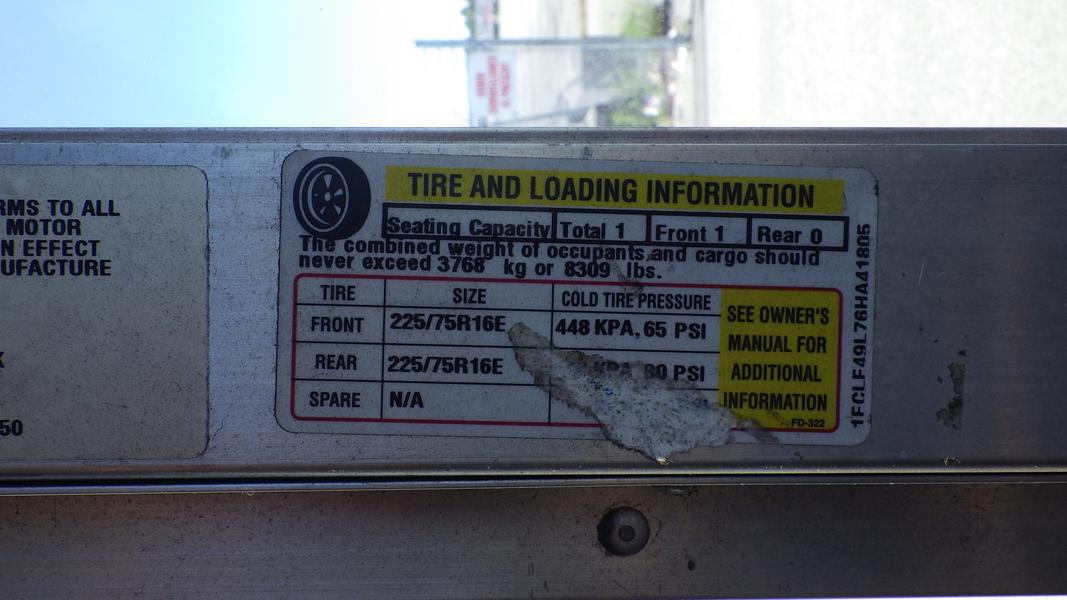 RMS TO ALL
MOTOR
N EFFECT
UFACTURE
50
TIRE AND LOADING INFORMATION
Seating Capacity Total 1 Front 1 Rear 0
The combined weight of occupants and cargo should
never exceed 3768 kg or 8309 lbs.
TIRE SIZE COLD TIRE PRESSURE
FRONT 225/75R16E 448 KPA, 65 PSI
REAR 225/75R16E KPA, 80 PSI
SPARE N/A
SEE OWNER'S
MANUAL FOR
ADDITIONAL
INFORMATION
FD-322
1FCLF49L76HA41805